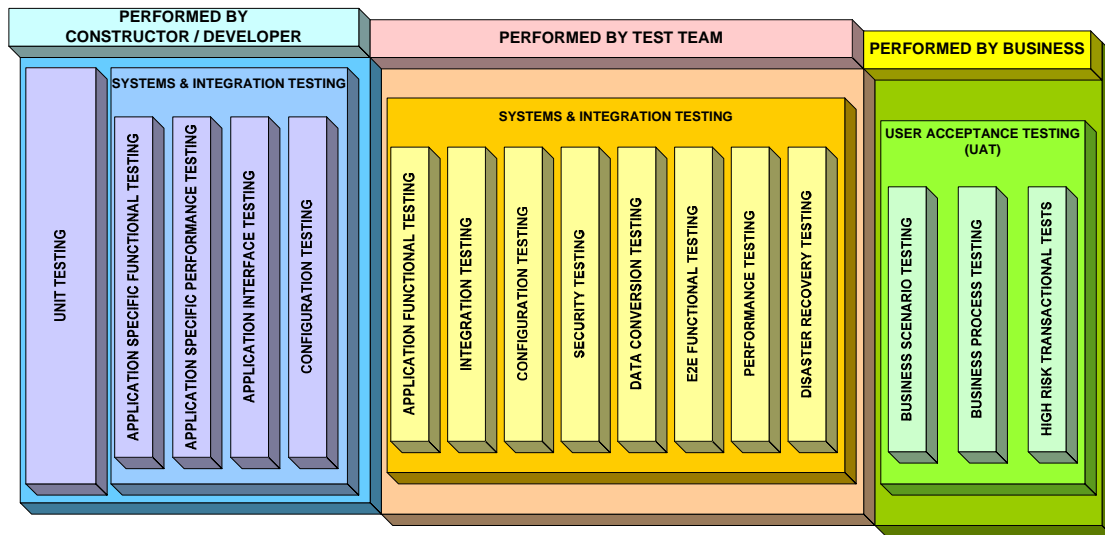 PERFORMED BY
CONSTRUCTOR / DEVELOPER
PERFORMED BY TEST TEAM
PERFORMED BY BUSINESS
UNIT TESTING
SYSTEMS & INTEGRATION TESTING
APPLICATION SPECIFIC FUNCTIONAL TESTING
APPLICATION SPECIFIC PERFORMANCE TESTING
APPLICATION INTERFACE TESTING
CONFIGURATION TESTING
SYSTEMS & INTEGRATION TESTING
APPLICATION FUNCTIONAL TESTING
INTEGRATION TESTING
CONFIGURATION TESTING
SECURITY TESTING
DATA CONVERSION TESTING
E2E FUNCTIONAL TESTING
PERFORMANCE TESTING
DISASTER RECOVERY TESTING
USER ACCEPTANCE TESTING
(UAT)
BUSINESS SCENARIO TESTING
BUSINESS PROCESS TESTING
HIGH RISK TRANSACTIONAL TESTS